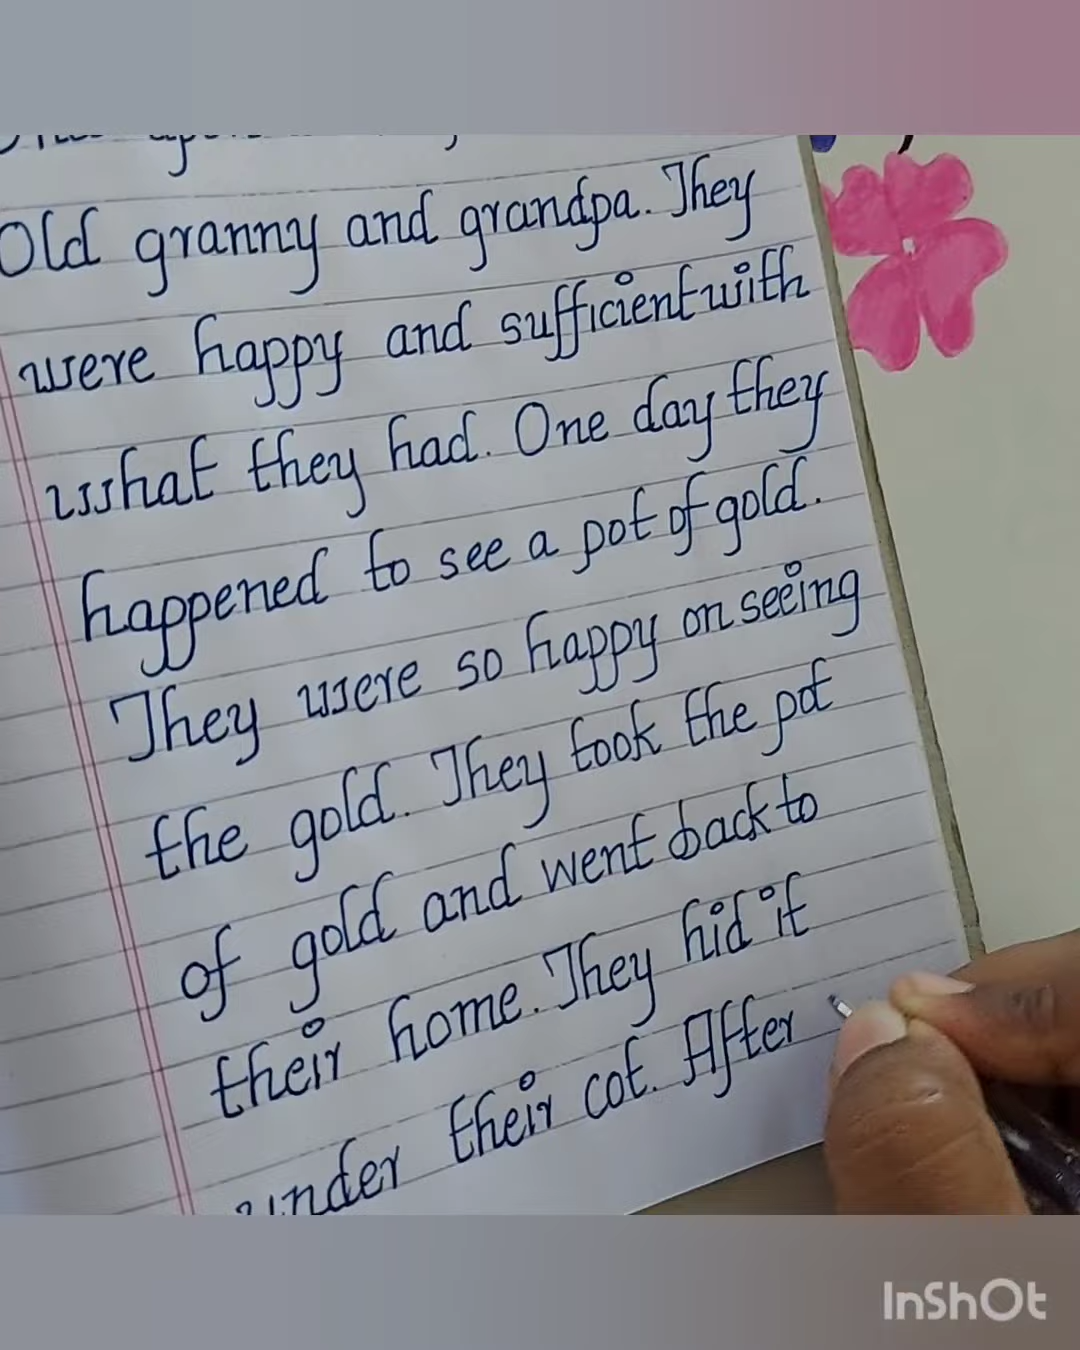 Old granny and grandpa. They
were happy and sufficient with
what they had. One day they
happened to see a pot of gold.
They were so happy on seeing
the gold. They took the pot
of gold and went back to
their home. They hid it
under their cot. After
InShOt